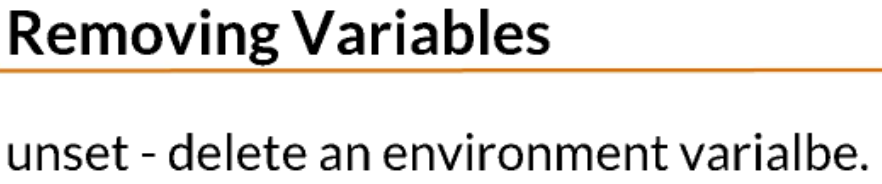 Removing Variables
unset - delete an environment varialbe.